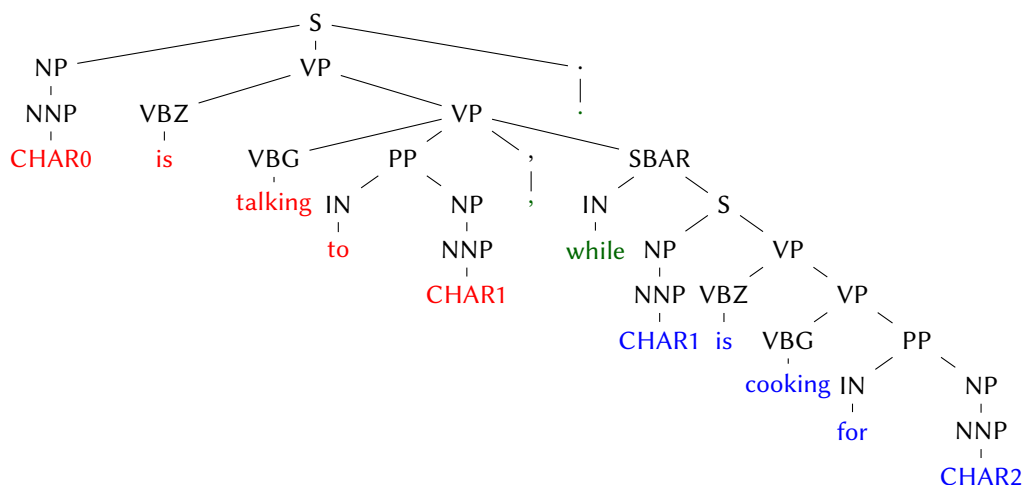 S
NP VP .
NNP VBZ VP .
CHAR0 is VBG PP , SBAR
talking IN NP , IN S
to NNP while NP VP
CHAR1 NNP VBZ VP
CHAR1 is VBG PP
cooking IN NP
for NNP
CHAR2